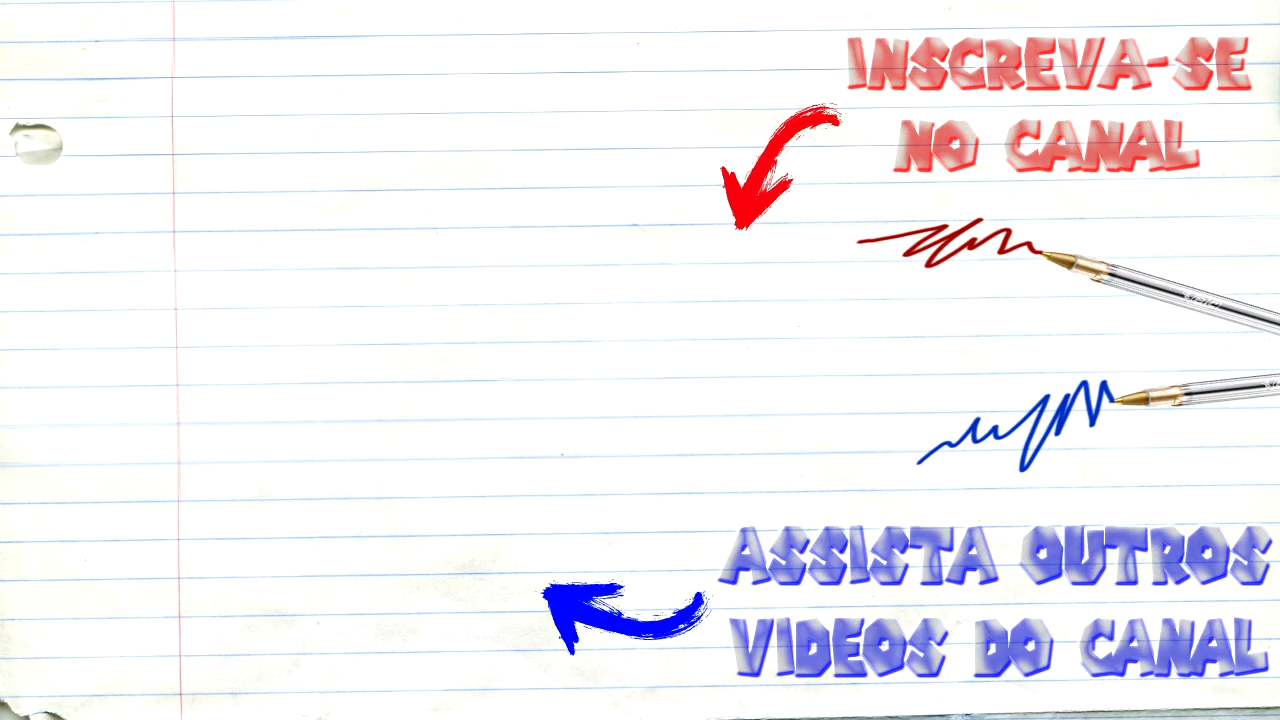 INSCREVA-SE
NO CANAL
ASSISTA OUTROS
VIDEOS DO CANAL